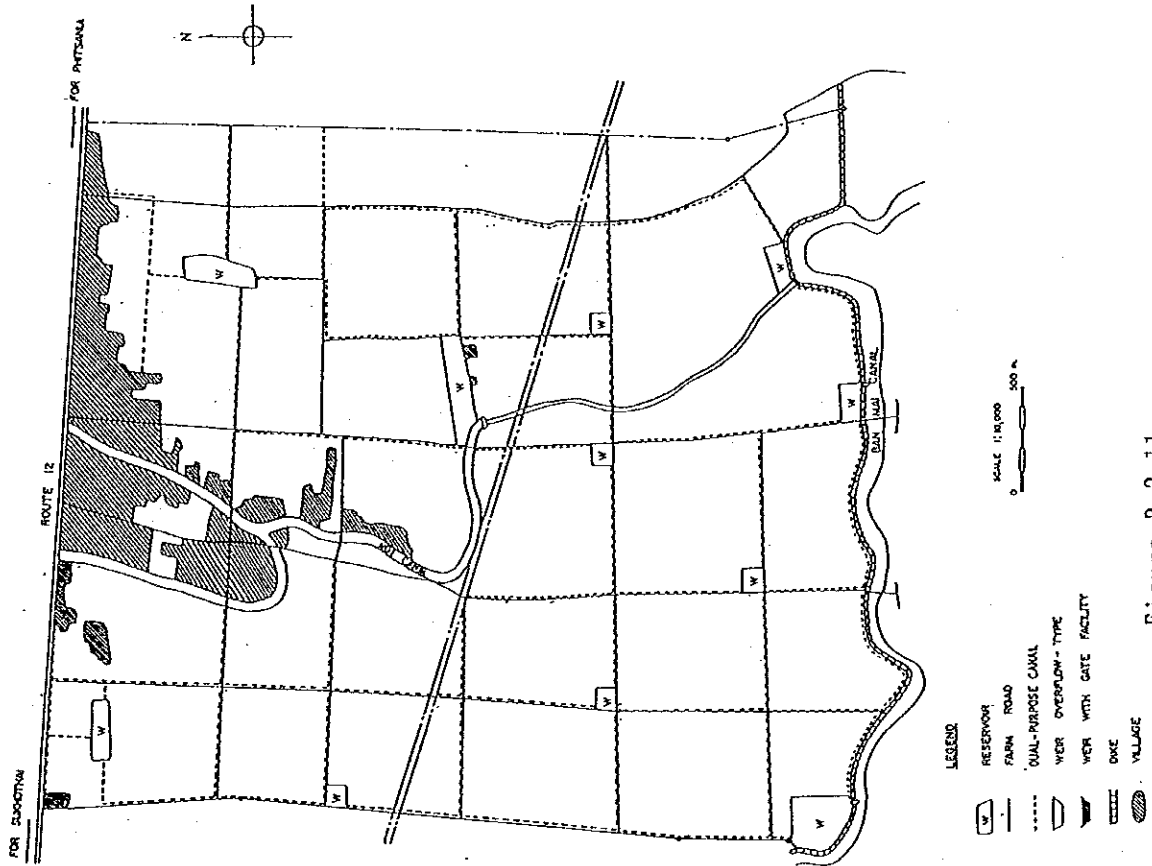 FOR SUKHOTHAI
ROUTE 12
FOR PHITSANU
N
W
W
W
W
W
W
W
W
W
W
W
BAN MAI CANAL
SCALE 1:10,000
0 500 m
LEGEND
W RESERVOIR
FARM ROAD
DUAL-PURPOSE CANAL
WEIR OVERFLOW - TYPE
WEIR WITH GATE FACILITY
DIKE
VILLAGE